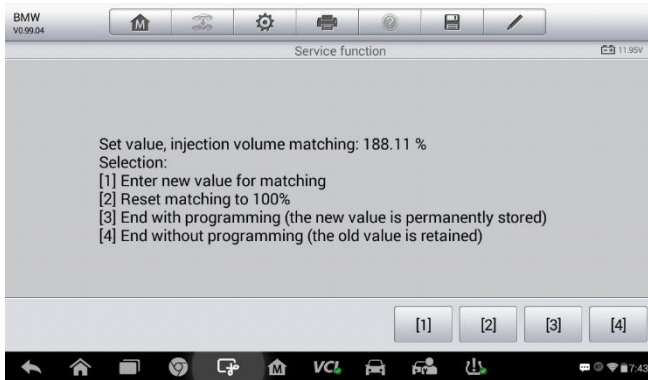 BMW
V0.99.04
M
Service function
11.95V
Set value, injection volume matching: 188.11 %
Selection:
[1] Enter new value for matching
[2] Reset matching to 100%
[3] End with programming (the new value is permanently stored)
[4] End without programming (the old value is retained)
[1] [2] [3] [4]
M VCI 7:43